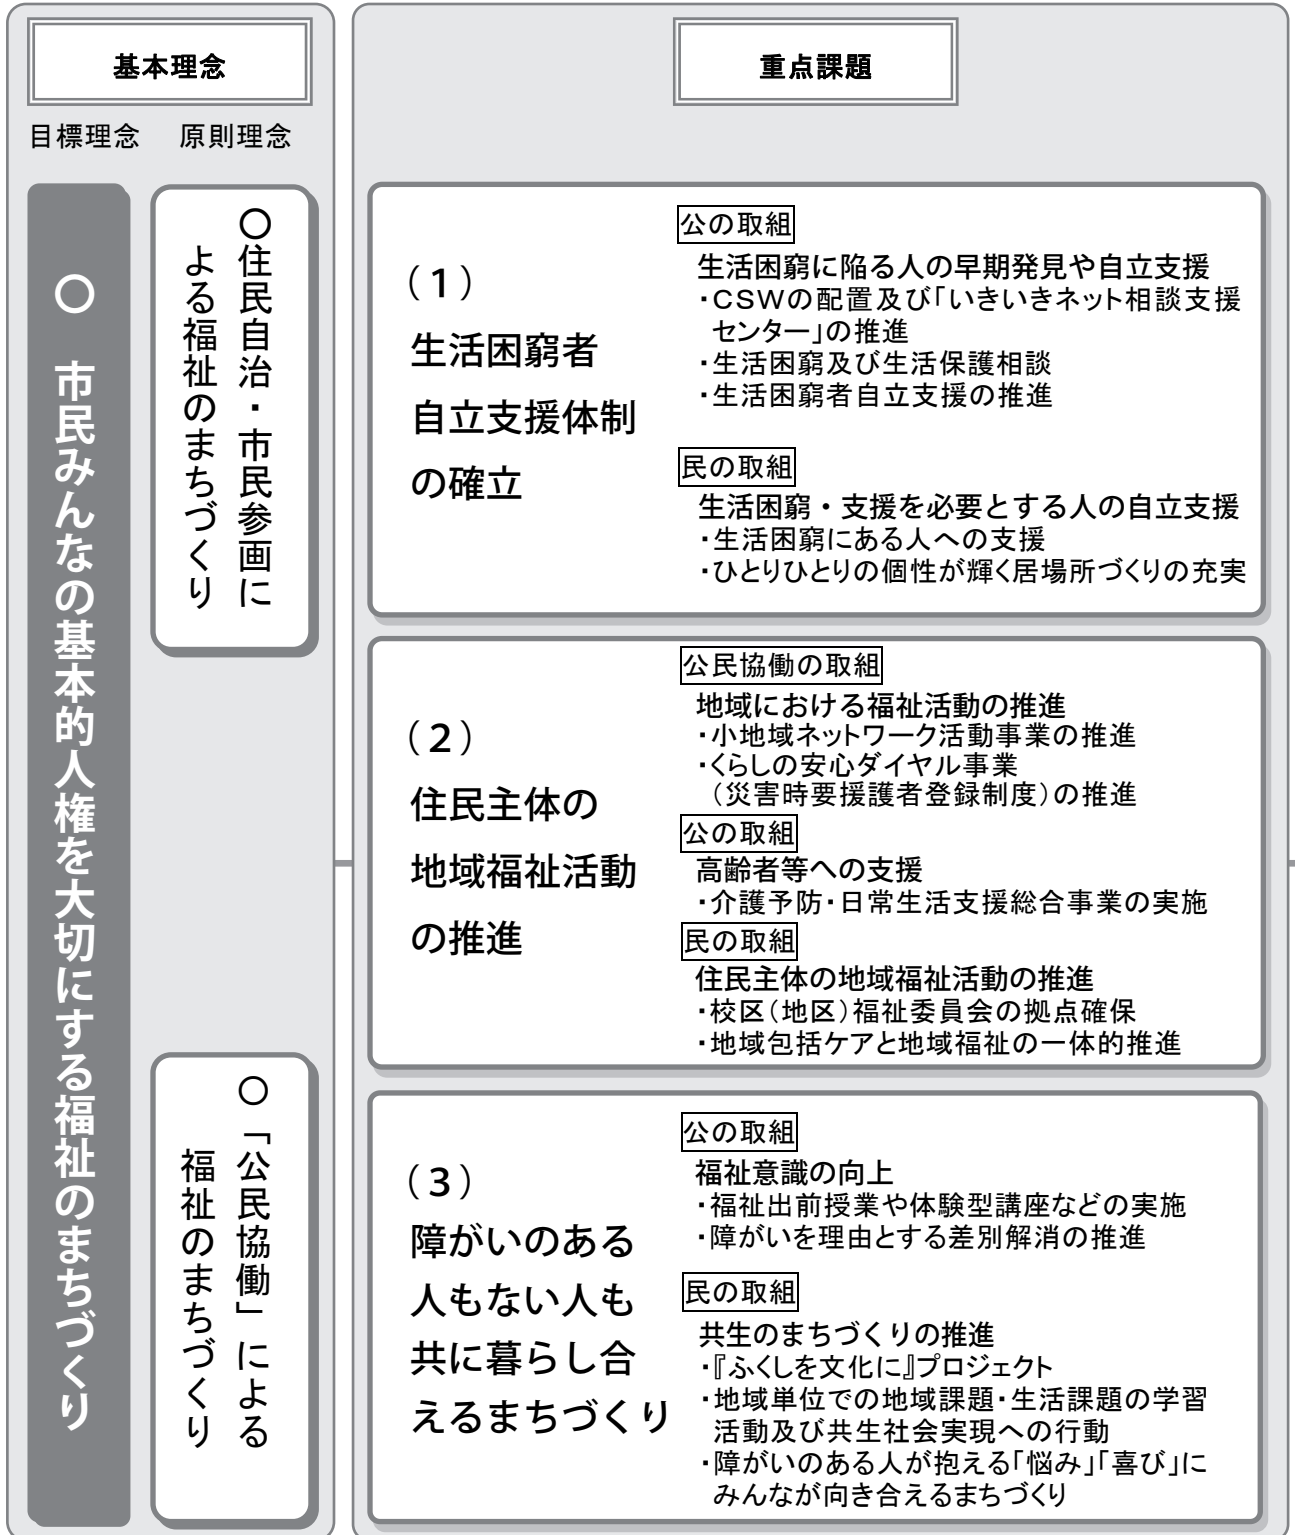 基本理念
目標理念　原則理念
〇　市民みんなの基本的人権を大切にする福祉のまちづくり
〇住民自治・市民参画に
よる福祉のまちづくり
〇「公民協働」による
福祉のまちづくり
重点課題
（１）
生活困窮者
自立支援体制
の確立
公の取組
生活困窮に陥る人の早期発見や自立支援
・ＣＳＷの配置及び｢いきいきネット相談支援
センター｣の推進
・生活困窮及び生活保護相談
・生活困窮者自立支援の推進
民の取組
生活困窮・支援を必要とする人の自立支援
・生活困窮にある人への支援
・ひとりひとりの個性が輝く居場所づくりの充実
（２）
住民主体の
地域福祉活動
の推進
公民協働の取組
地域における福祉活動の推進
・小地域ネットワーク活動事業の推進
・くらしの安心ダイヤル事業
（災害時要援護者登録制度）の推進
公の取組
高齢者等への支援
・介護予防・日常生活支援総合事業の実施
民の取組
住民主体の地域福祉活動の推進
・校区（地区）福祉委員会の拠点確保
・地域包括ケアと地域福祉の一体的推進
（３）
障がいのある
人もない人も
共に暮らし合
えるまちづくり
公の取組
福祉意識の向上
・福祉出前授業や体験型講座などの実施
・障がいを理由とする差別解消の推進
民の取組
共生のまちづくりの推進
・『ふくしを文化に』プロジェクト
・地域単位での地域課題・生活課題の学習
活動及び共生社会実現への行動
・障がいのある人が抱える｢悩み｣｢喜び｣に
みんなが向き合えるまちづくり